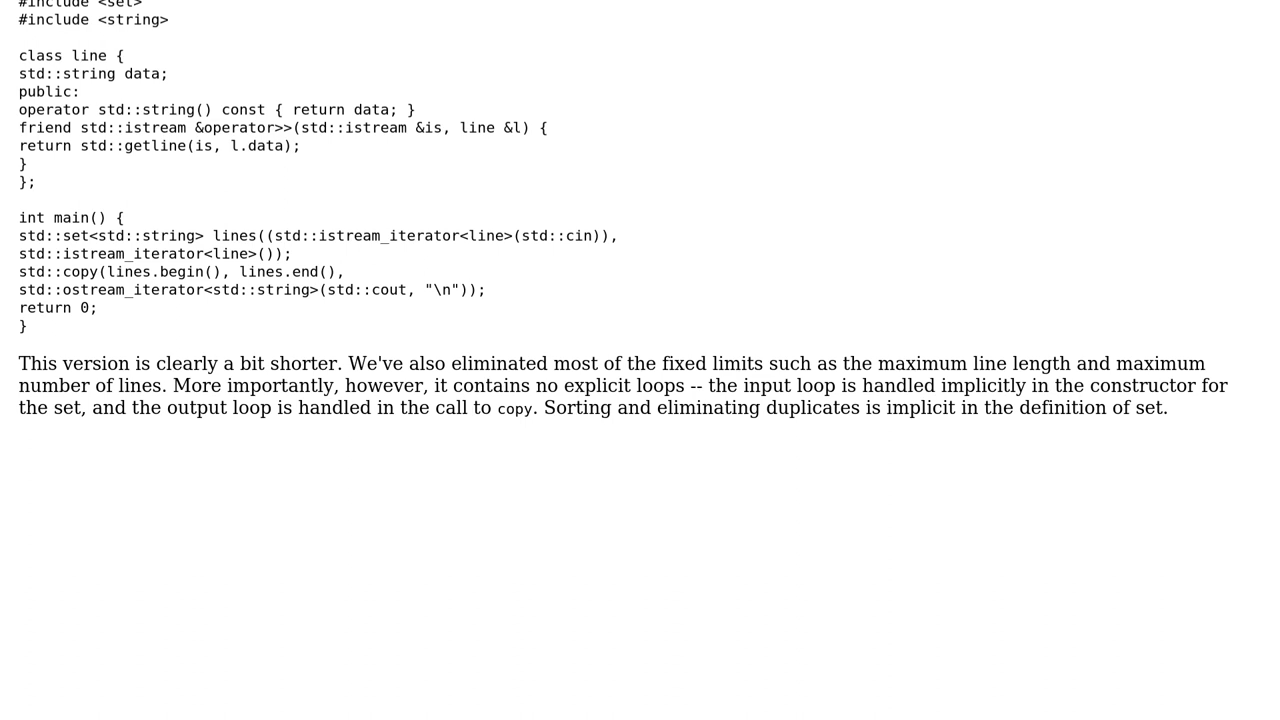 #include <set>
#include <string>

class line {
std::string data;
public:
operator std::string() const { return data; }
friend std::istream &operator>>(std::istream &is, line &l) {
return std::getline(is, l.data);
}
};

int main() {
std::set<std::string> lines((std::istream_iterator<line>(std::cin)),
std::istream_iterator<line>());
std::copy(lines.begin(), lines.end(),
std::ostream_iterator<std::string>(std::cout, "\n"));
return 0;
}

This version is clearly a bit shorter. We've also eliminated most of the fixed limits such as the maximum line length and maximum
number of lines. More importantly, however, it contains no explicit loops -- the input loop is handled implicitly in the constructor for
the set, and the output loop is handled in the call to copy. Sorting and eliminating duplicates is implicit in the definition of set.